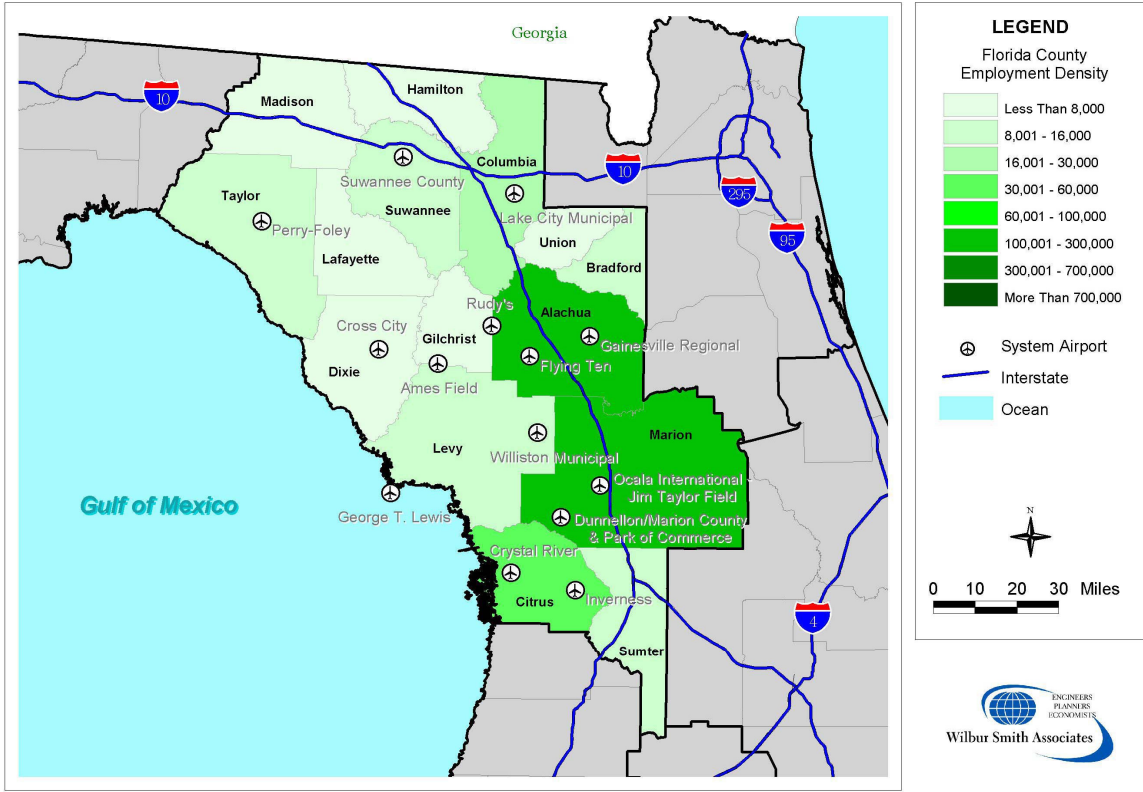 Georgia
10
Madison
Hamilton
Columbia
10
Suwannee County
Suwannee
295
Taylor
Perry-Foley
Lake City Municipal
Union
95
Lafayette
Bradford
Rudy's
Alachua
Cross City
Gilchrist
Gainesville Regional
Flying Ten
Dixie
Ames Field
Levy
Marion
Williston Municipal
Ocala International
Jim Taylor Field
Gulf of Mexico
George T. Lewis
Dunnellon/Marion County
& Park of Commerce
Crystal River
Citrus
Inverness
4
Sumter
LEGEND
Florida County
Employment Density
Less Than 8,000
8,001 - 16,000
16,001 - 30,000
30,001 - 60,000
60,001 - 100,000
100,001 - 300,000
300,001 - 700,000
More Than 700,000
System Airport
Interstate
Ocean
N
0 10 20 30 Miles
ENGINEERS
PLANNERS
ECONOMISTS
Wilbur Smith Associates